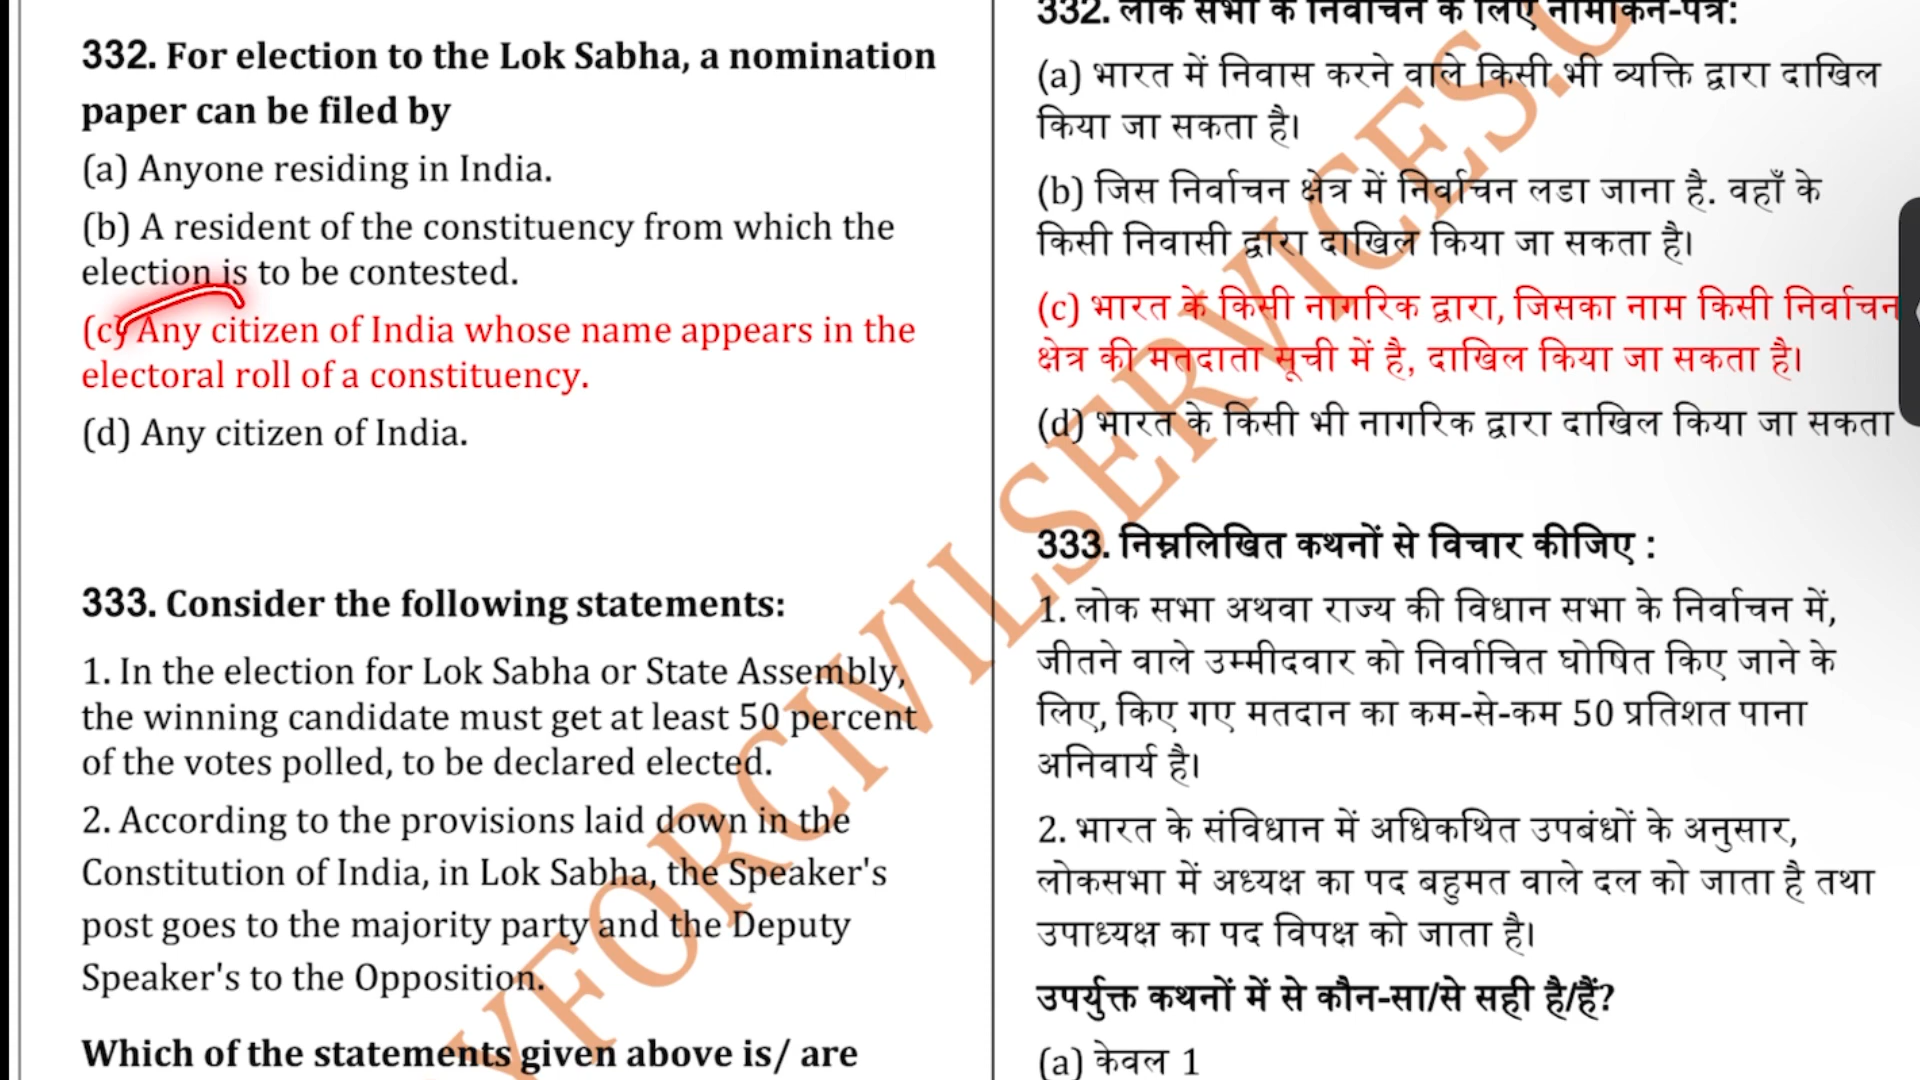 332. For election to the Lok Sabha, a nomination
paper can be filed by
(a) Anyone residing in India.
(b) A resident of the constituency from which the
election is to be contested.
(c) Any citizen of India whose name appears in the
electoral roll of a constituency.
(d) Any citizen of India.
333. Consider the following statements:
1. In the election for Lok Sabha or State Assembly,
the winning candidate must get at least 50 percent
of the votes polled, to be declared elected.
2. According to the provisions laid down in the
Constitution of India, in Lok Sabha, the Speaker's
post goes to the majority party and the Deputy
Speaker's to the Opposition.
Which of the statements given above is/ are
332. लोक सभा के निर्वाचन के लिए नामांकन-पत्र:
(a) भारत में निवास करने वाले किसी भी व्यक्ति द्वारा दाखिल
किया जा सकता है।
(b) जिस निर्वाचन क्षेत्र में निर्वाचन लडा जाना है. वहाँ के
किसी निवासी द्वारा दाखिल किया जा सकता है।
(c) भारत के किसी नागरिक द्वारा, जिसका नाम किसी निर्वाचन
क्षेत्र की मतदाता सूची में है, दाखिल किया जा सकता है।
(d) भारत के किसी भी नागरिक द्वारा दाखिल किया जा सकता
333. निम्नलिखित कथनों से विचार कीजिए :
1. लोक सभा अथवा राज्य की विधान सभा के निर्वाचन में,
जीतने वाले उम्मीदवार को निर्वाचित घोषित किए जाने के
लिए, किए गए मतदान का कम-से-कम 50 प्रतिशत पाना
अनिवार्य है।
2. भारत के संविधान में अधिकथित उपबंधों के अनुसार,
लोकसभा में अध्यक्ष का पद बहुमत वाले दल को जाता है तथा
उपाध्यक्ष का पद विपक्ष को जाता है।
उपर्युक्त कथनों में से कौन-सा/से सही है/हैं?
(a) केवल 1
YFORCIVILSERVICES.C